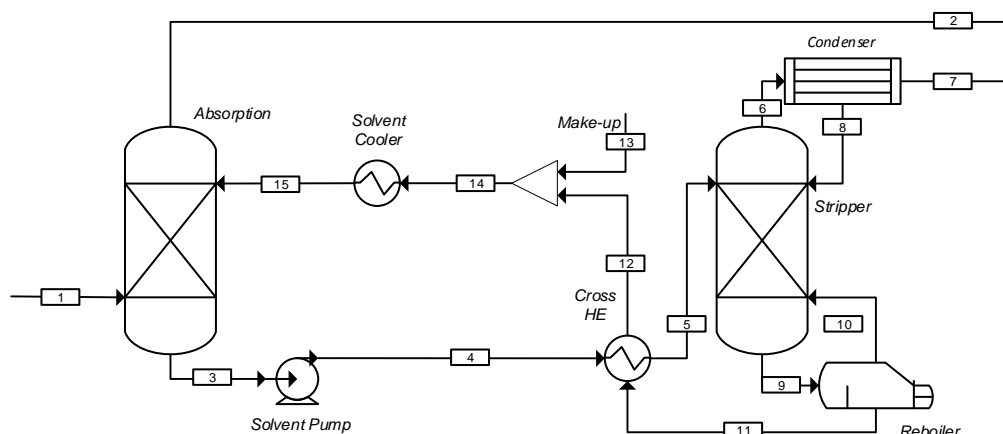 2
Condenser
7
6
8
Absorption
Solvent
Cooler
Make-up
13
15
14
Stripper
12
Cross
HE
5
10
1
4
3
9
Solvent Pump
11
Reboiler